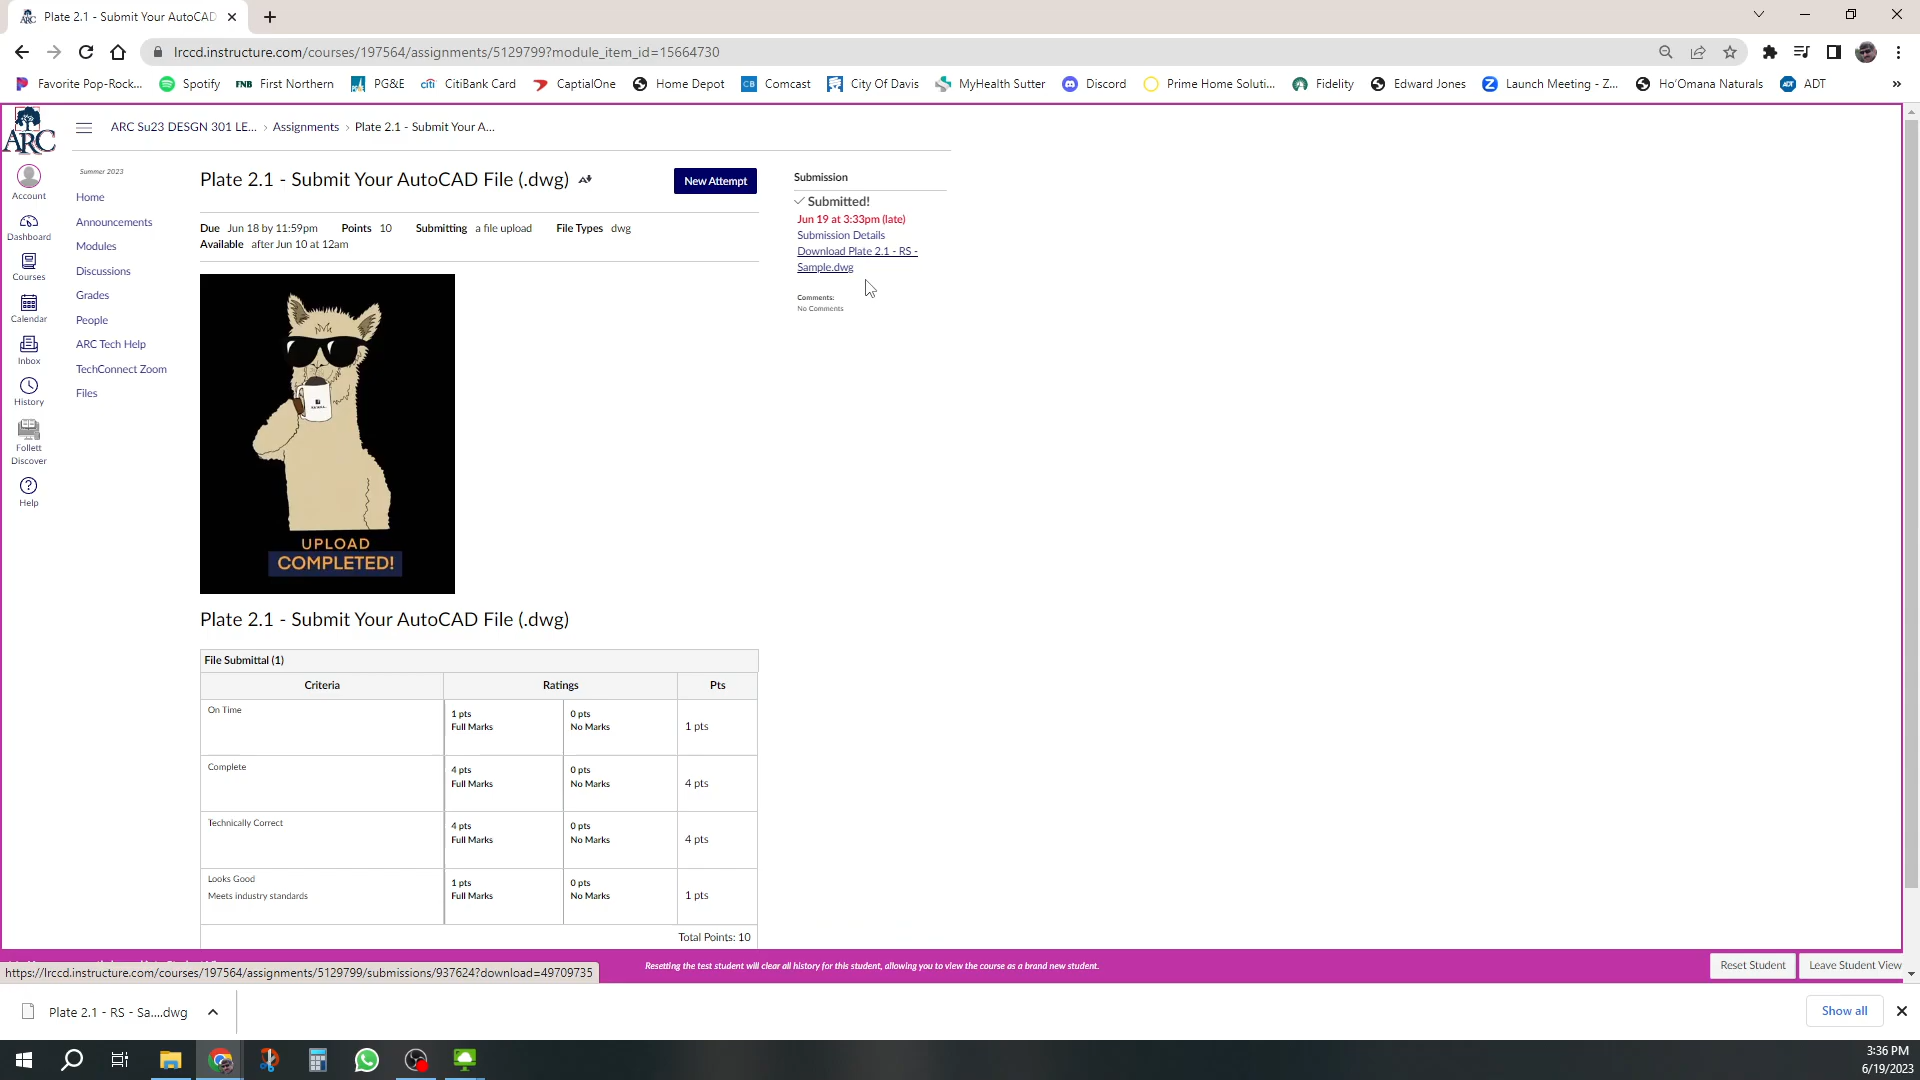 Plate 2.1 - Submit Your AutoCAD
lrccd.instructure.com/courses/197564/assignments/5129799?module_item_id=15664730
Favorite Pop-Rock... Spotify FNB First Northern PG&E citi CitiBank Card CaptialOne Home Depot CB Comcast City Of Davis MyHealth Sutter Discord Prime Home Soluti... Fidelity Edward Jones Launch Meeting - Z... Ho'Omana Naturals ADT »
ARC
ARC Su23 DESGN 301 LE... › Assignments › Plate 2.1 - Submit Your A...
Account
Dashboard
Courses
Calendar
Inbox
History
Follett
Discover
Help
Summer 2023
Home
Announcements
Modules
Discussions
Grades
People
ARC Tech Help
TechConnect Zoom
Files
Plate 2.1 - Submit Your AutoCAD File (.dwg)
New Attempt
Due Jun 18 by 11:59pm Points 10 Submitting a file upload File Types dwg
Available after Jun 10 at 12am
UPLOAD
COMPLETED!
Submission
Submitted!
Jun 19 at 3:33pm (late)
Submission Details
Download Plate 2.1 - RS -
Sample.dwg
Comments:
No Comments
Plate 2.1 - Submit Your AutoCAD File (.dwg)
File Submittal (1)
Criteria Ratings Pts
On Time
1 pts
Full Marks
0 pts
No Marks
1 pts
Complete
4 pts
Full Marks
0 pts
No Marks
4 pts
Technically Correct
4 pts
Full Marks
0 pts
No Marks
4 pts
Looks Good
Meets industry standards
1 pts
Full Marks
0 pts
No Marks
1 pts
Total Points: 10
https://lrccd.instructure.com/courses/197564/assignments/5129799/submissions/937624?download=49709735
Resetting the test student will clear all history for this student, allowing you to view the course as a brand new student.
Reset Student
Leave Student View
Plate 2.1 - RS - Sa....dwg
Show all
3:36 PM
6/19/2023